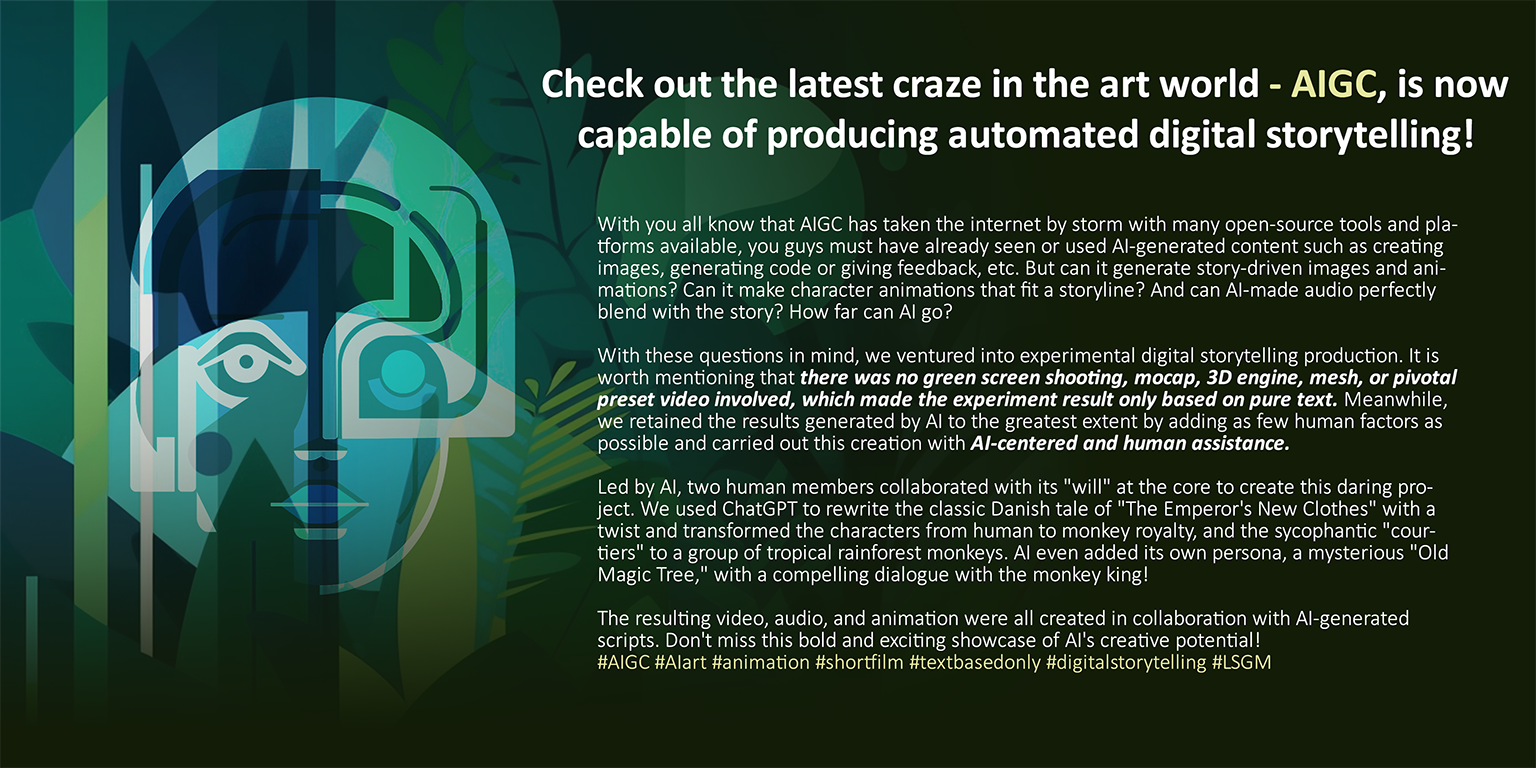 Check out the latest craze in the art world - AIGC, is now
capable of producing automated digital storytelling!
With you all know that AIGC has taken the internet by storm with many open-source tools and pla-
tforms available, you guys must have already seen or used AI-generated content such as creating
images, generating code or giving feedback, etc. But can it generate story-driven images and ani-
mations? Can it make character animations that fit a storyline? And can AI-made audio perfectly
blend with the story? How far can AI go?
With these questions in mind, we ventured into experimental digital storytelling production. It is
worth mentioning that there was no green screen shooting, mocap, 3D engine, mesh, or pivotal
preset video involved, which made the experiment result only based on pure text. Meanwhile,
we retained the results generated by AI to the greatest extent by adding as few human factors as
possible and carried out this creation with AI-centered and human assistance.
Led by AI, two human members collaborated with its "will" at the core to create this daring pro-
ject. We used ChatGPT to rewrite the classic Danish tale of "The Emperor's New Clothes" with a
twist and transformed the characters from human to monkey royalty, and the sycophantic "cour-
tiers" to a group of tropical rainforest monkeys. AI even added its own persona, a mysterious "Old
Magic Tree," with a compelling dialogue with the monkey king!
The resulting video, audio, and animation were all created in collaboration with AI-generated
scripts. Don't miss this bold and exciting showcase of AI's creative potential!
#AIGC #AIart #animation #shortfilm #textbasedonly #digitalstorytelling #LSGM